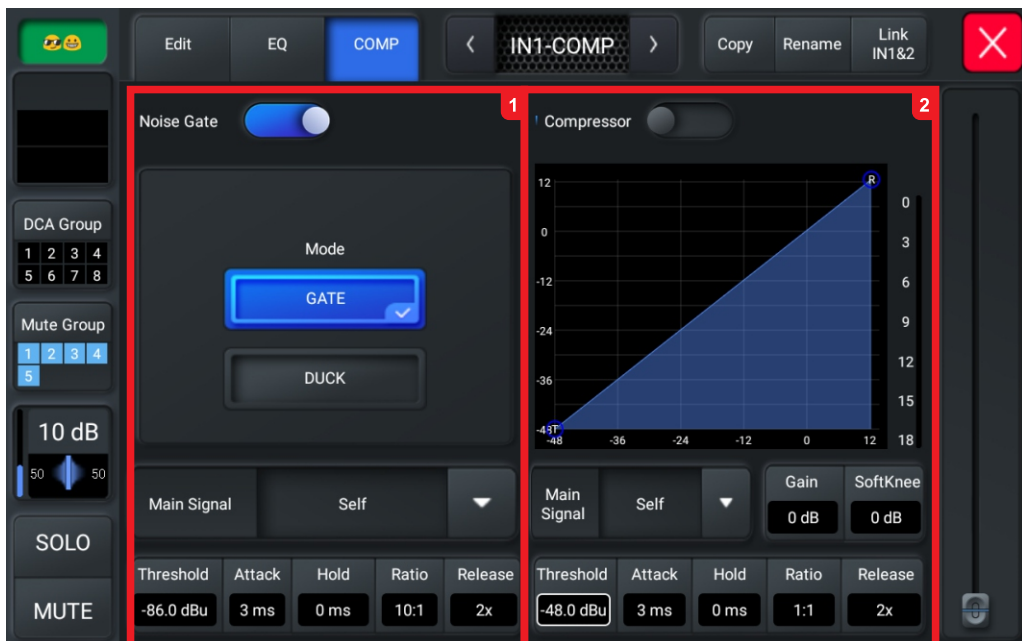 Edit
EQ
COMP
IN1-COMP
Copy
Rename
Link
IN1&2
DCA Group
1 2 3 4
5 6 7 8
Mute Group
1 2 3 4
5
10 dB
50 50
SOLO
MUTE
1
Noise Gate
Mode
GATE
DUCK
Main Signal
Self
Threshold Attack Hold Ratio Release
-86.0 dBu 3 ms 0 ms 10:1 2x
2
Compressor
12
0
-12
-24
-36
-48
R
T
-48 -36 -24 -12 0 12
0
3
6
9
12
15
18
Main
Signal
Self
Gain SoftKnee
0 dB 0 dB
Threshold Attack Hold Ratio Release
-48.0 dBu 3 ms 0 ms 1:1 2x
0